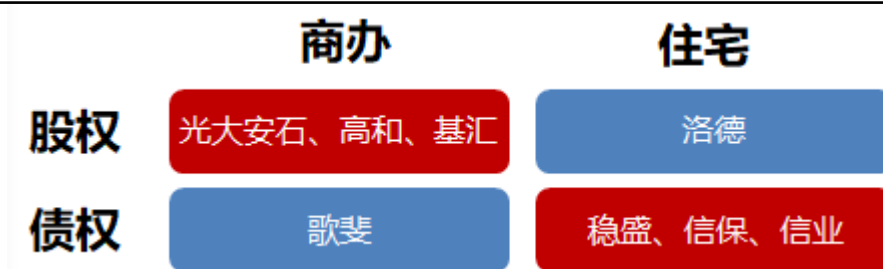 商办 住宅
股权 光大安石、高和、基汇 洛德
债权 歌斐 稳盛、信保、信业